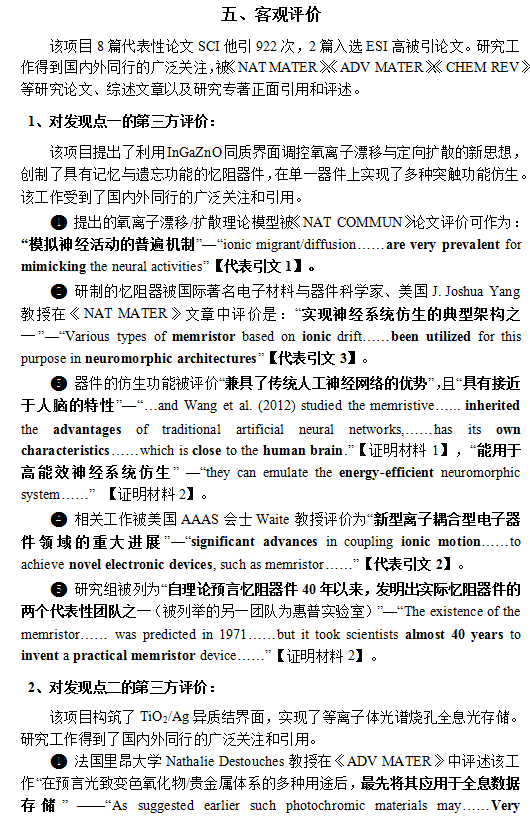 五、客观评价
该项目 8 篇代表性论文 SCI 他引 922 次，2 篇入选 ESI 高被引论文。研究工
作得到国内外同行的广泛关注，被《NAT MATER》《ADV MATER》《CHEM REV》
等研究论文、综述文章以及研究专著正面引用和评述。
1、对发现点一的第三方评价：
该项目提出了利用InGaZnO同质界面调控氧离子漂移与定向扩散的新思想，
创制了具有记忆与遗忘功能的忆阻器件，在单一器件上实现了多种突触功能仿生。
该工作受到了国内外同行的广泛关注和引用。
❶ 提出的氧离子漂移/扩散理论模型被《NAT COMMUN》论文评价可作为：
“模拟神经活动的普遍机制”—“ionic migrant/diffusion……are very prevalent for
mimicking the neural activities”【代表引文 1】。
❷ 研制的忆阻器被国际著名电子材料与器件科学家、美国 J. Joshua Yang
教授在《NAT MATER》文章中评价是：“实现神经系统仿生的典型架构之
一”—“Various types of memristor based on ionic drift……been utilized for this
purpose in neuromorphic architectures”【代表引文 3】。
❸ 器件的仿生功能被评价“兼具了传统人工神经网络的优势”，且“具有接近
于人脑的特性”—“…and Wang et al. (2012) studied the memristive…... inherited
the advantages of traditional artificial neural networks,……has its own
characteristics……which is close to the human brain.”【证明材料 1】，“能用于
高能效神经系统仿生” —“they can emulate the energy-efficient neuromorphic
system……” 【证明材料 2】。
❹ 相关工作被美国 AAAS 会士 Waite 教授评价为“新型离子耦合型电子器
件领域的重大进展”—“significant advances in coupling ionic motion……to
achieve novel electronic devices, such as memristor……”【代表引文 2】。
❺ 研究组被列为“自理论预言忆阻器件 40 年以来，发明出实际忆阻器件的
两个代表性团队之一（被列举的另一团队为惠普实验室）”—“The existence of the
memristor…… was predicted in 1971……but it took scientists almost 40 years to
invent a practical memristor device……”【证明材料 2】。
2、对发现点二的第三方评价：
该项目构筑了 TiO2/Ag 异质结界面，实现了等离子体光谱烧孔全息光存储。
研究工作得到了国内外同行的广泛关注和引用。
❶ 法国里昂大学 Nathalie Destouches 教授在《ADV MATER》中评述该工
作“在预言光致变色氧化物/贵金属体系的多种用途后，最先将其应用于全息数据
存储” ——“As suggested earlier such photochromic materials may……Very